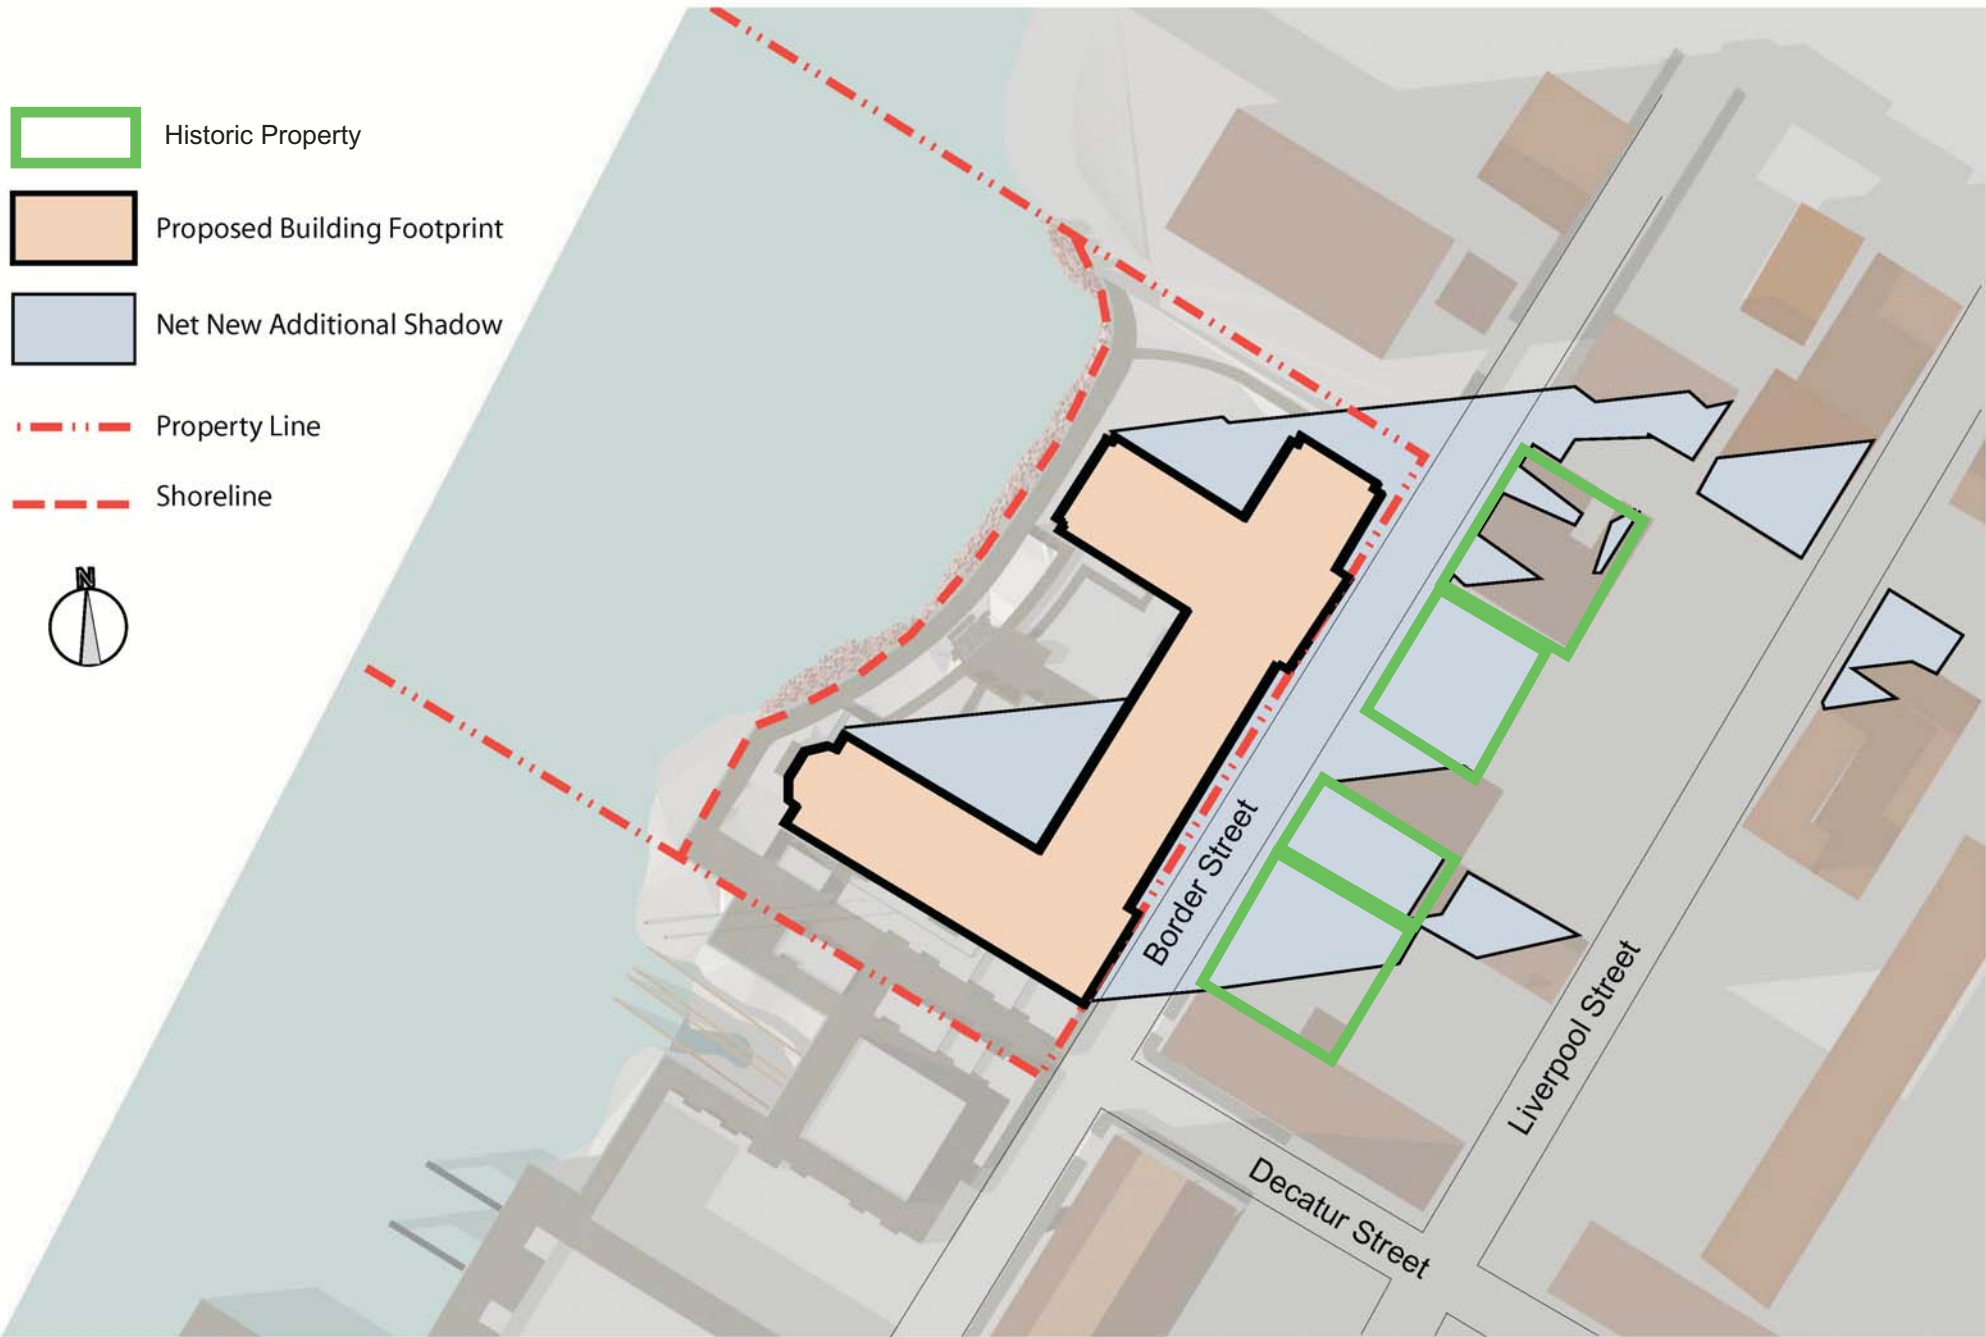 Historic Property
Proposed Building Footprint
Net New Additional Shadow
Property Line
Shoreline
N
Border Street
Liverpool Street
Decatur Street